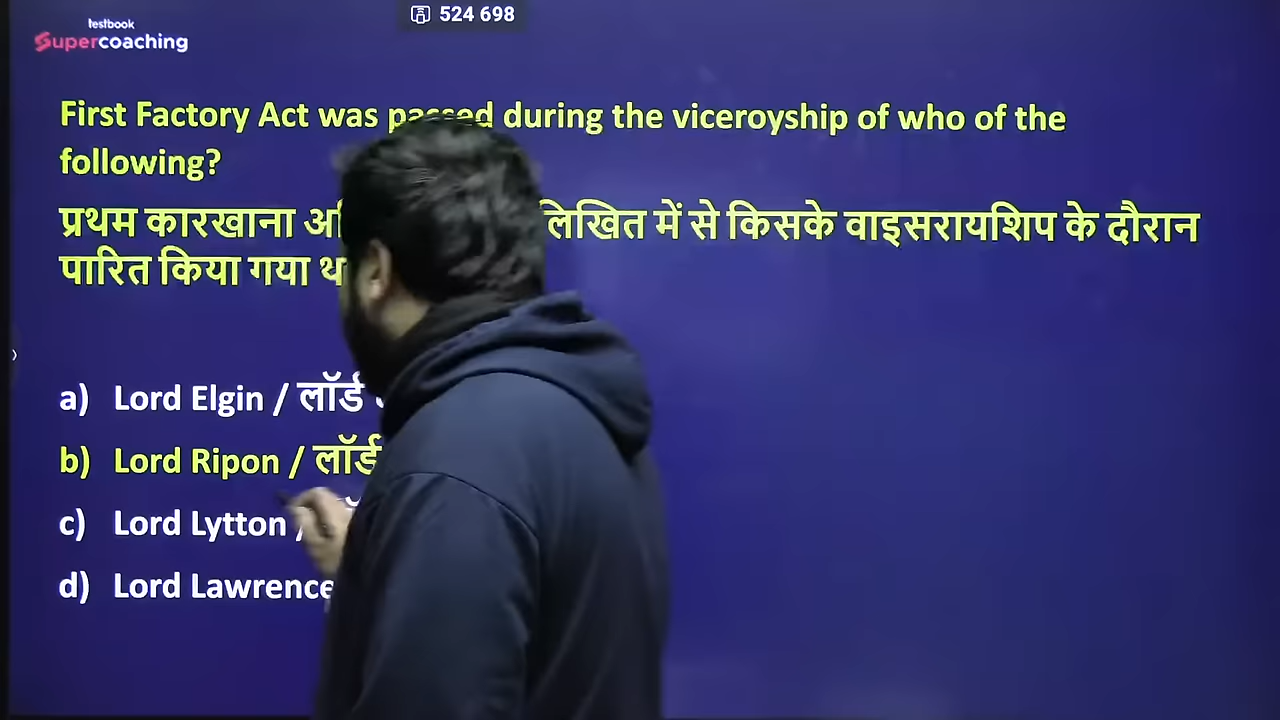 testbook
Supercoaching
524 698
First Factory Act was passed during the viceroyship of who of the
following?
प्रथम कारखाना लिखित में से किसके वाइसरायशिप के दौरान
पारित किया गया
a) Lord Elgin / लॉर्ड
b) Lord Ripon / लॉर्ड
c) Lord Lytton /
d) Lord Lawrence